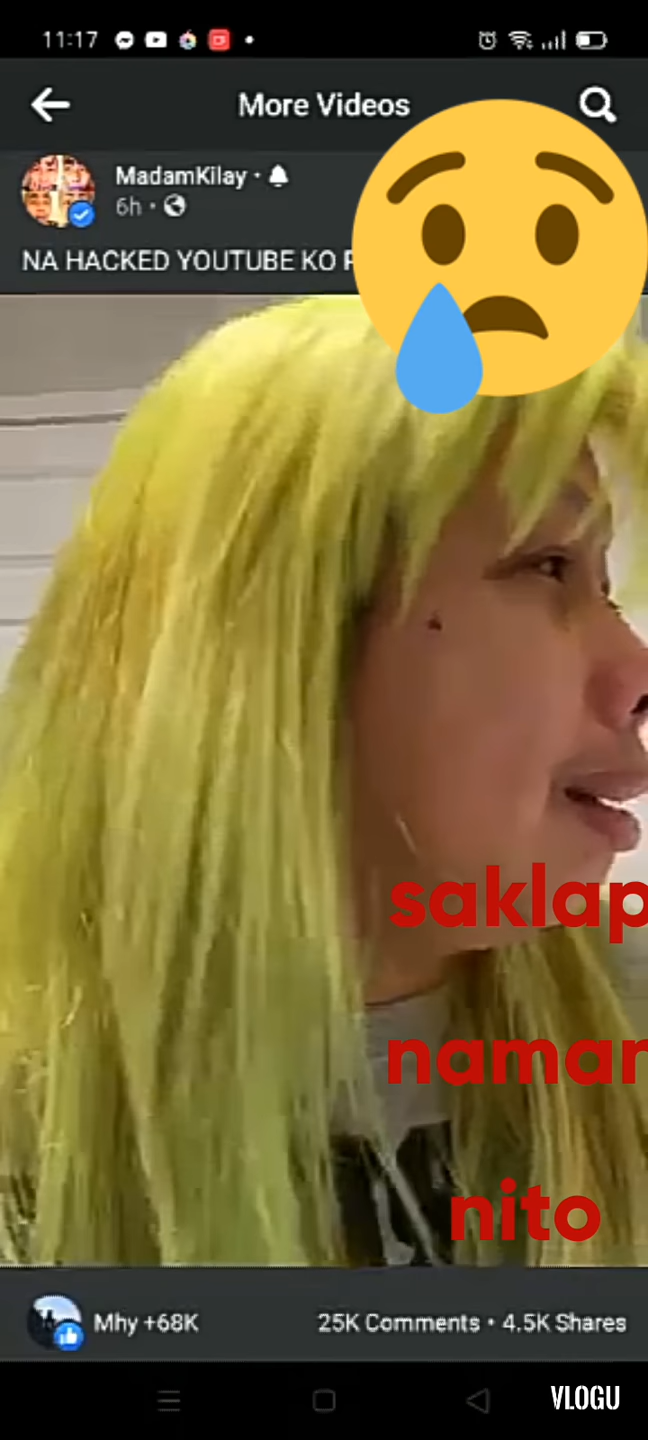 11:17
More Videos
MadamKilay ·
6h ·
NA HACKED YOUTUBE KO
saklap
naman
nito
Mhy +68K
25K Comments • 4.5K Shares
VLOGU